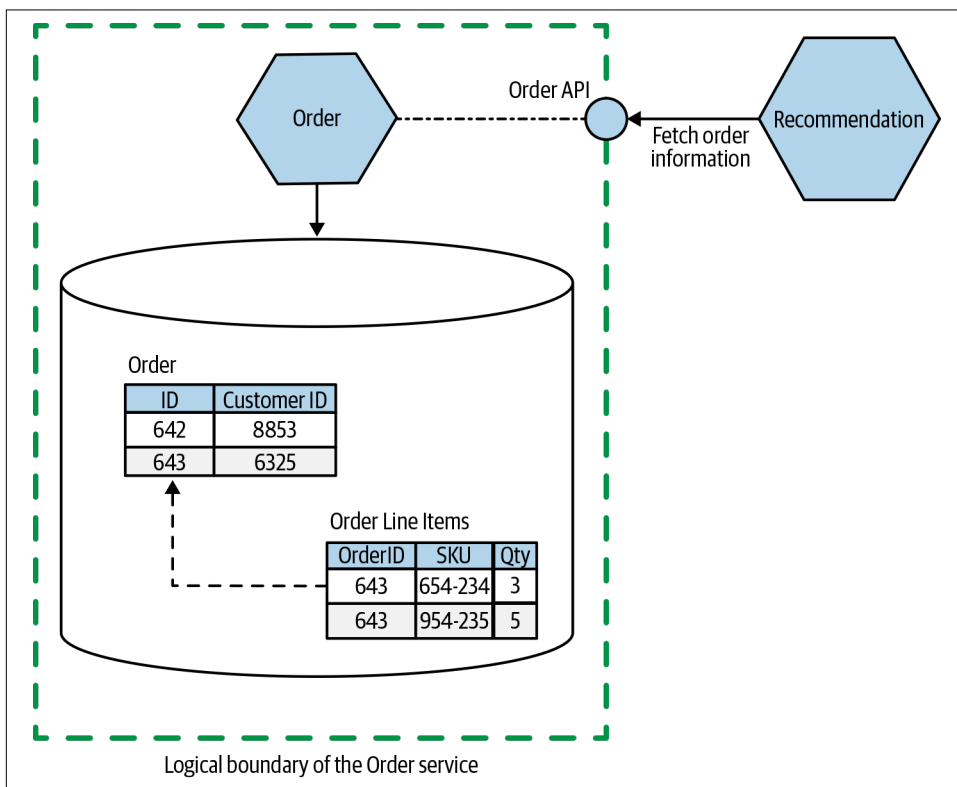 Order API
Order
Recommendation
Fetch order
information
Order
ID Customer ID
642 8853
643 6325
Order Line Items
OrderID SKU Qty
643 654-234 3
643 954-235 5
Logical boundary of the Order service